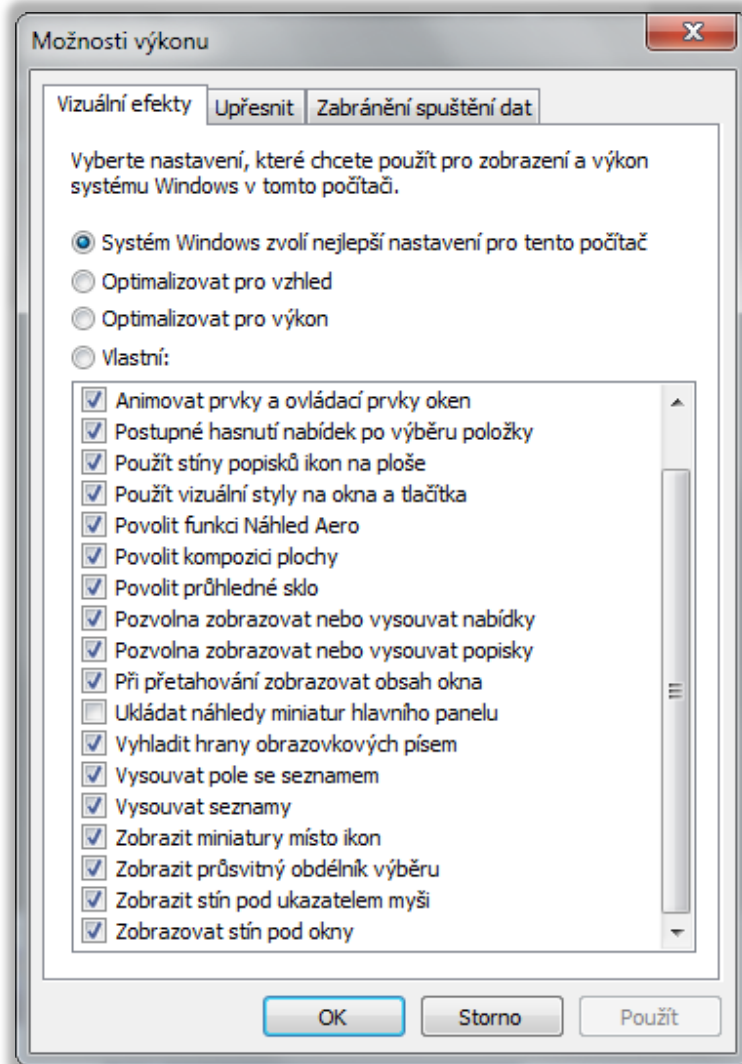 Možnosti výkonu
Vizuální efekty
Upřesnit
Zabránění spuštění dat
Vyberte nastavení, které chcete použít pro zobrazení a výkon
systému Windows v tomto počítači.
Systém Windows zvolí nejlepší nastavení pro tento počítač
Optimalizovat pro vzhled
Optimalizovat pro výkon
Vlastní:
Animovat prvky a ovládací prvky oken
Postupné hasnutí nabídek po výběru položky
Použít stíny popisků ikon na ploše
Použít vizuální styly na okna a tlačítka
Povolit funkci Náhled Aero
Povolit kompozici plochy
Povolit průhledné sklo
Pozvolna zobrazovat nebo vysouvat nabídky
Pozvolna zobrazovat nebo vysouvat popisky
Při přetahování zobrazovat obsah okna
Ukládat náhledy miniatur hlavního panelu
Vyhladit hrany obrazovkových písem
Vysouvat pole se seznamem
Vysouvat seznamy
Zobrazit miniatury místo ikon
Zobrazit průsvitný obdélník výběru
Zobrazit stín pod ukazatelem myši
Zobrazovat stín pod okny
OK
Storno
Použít